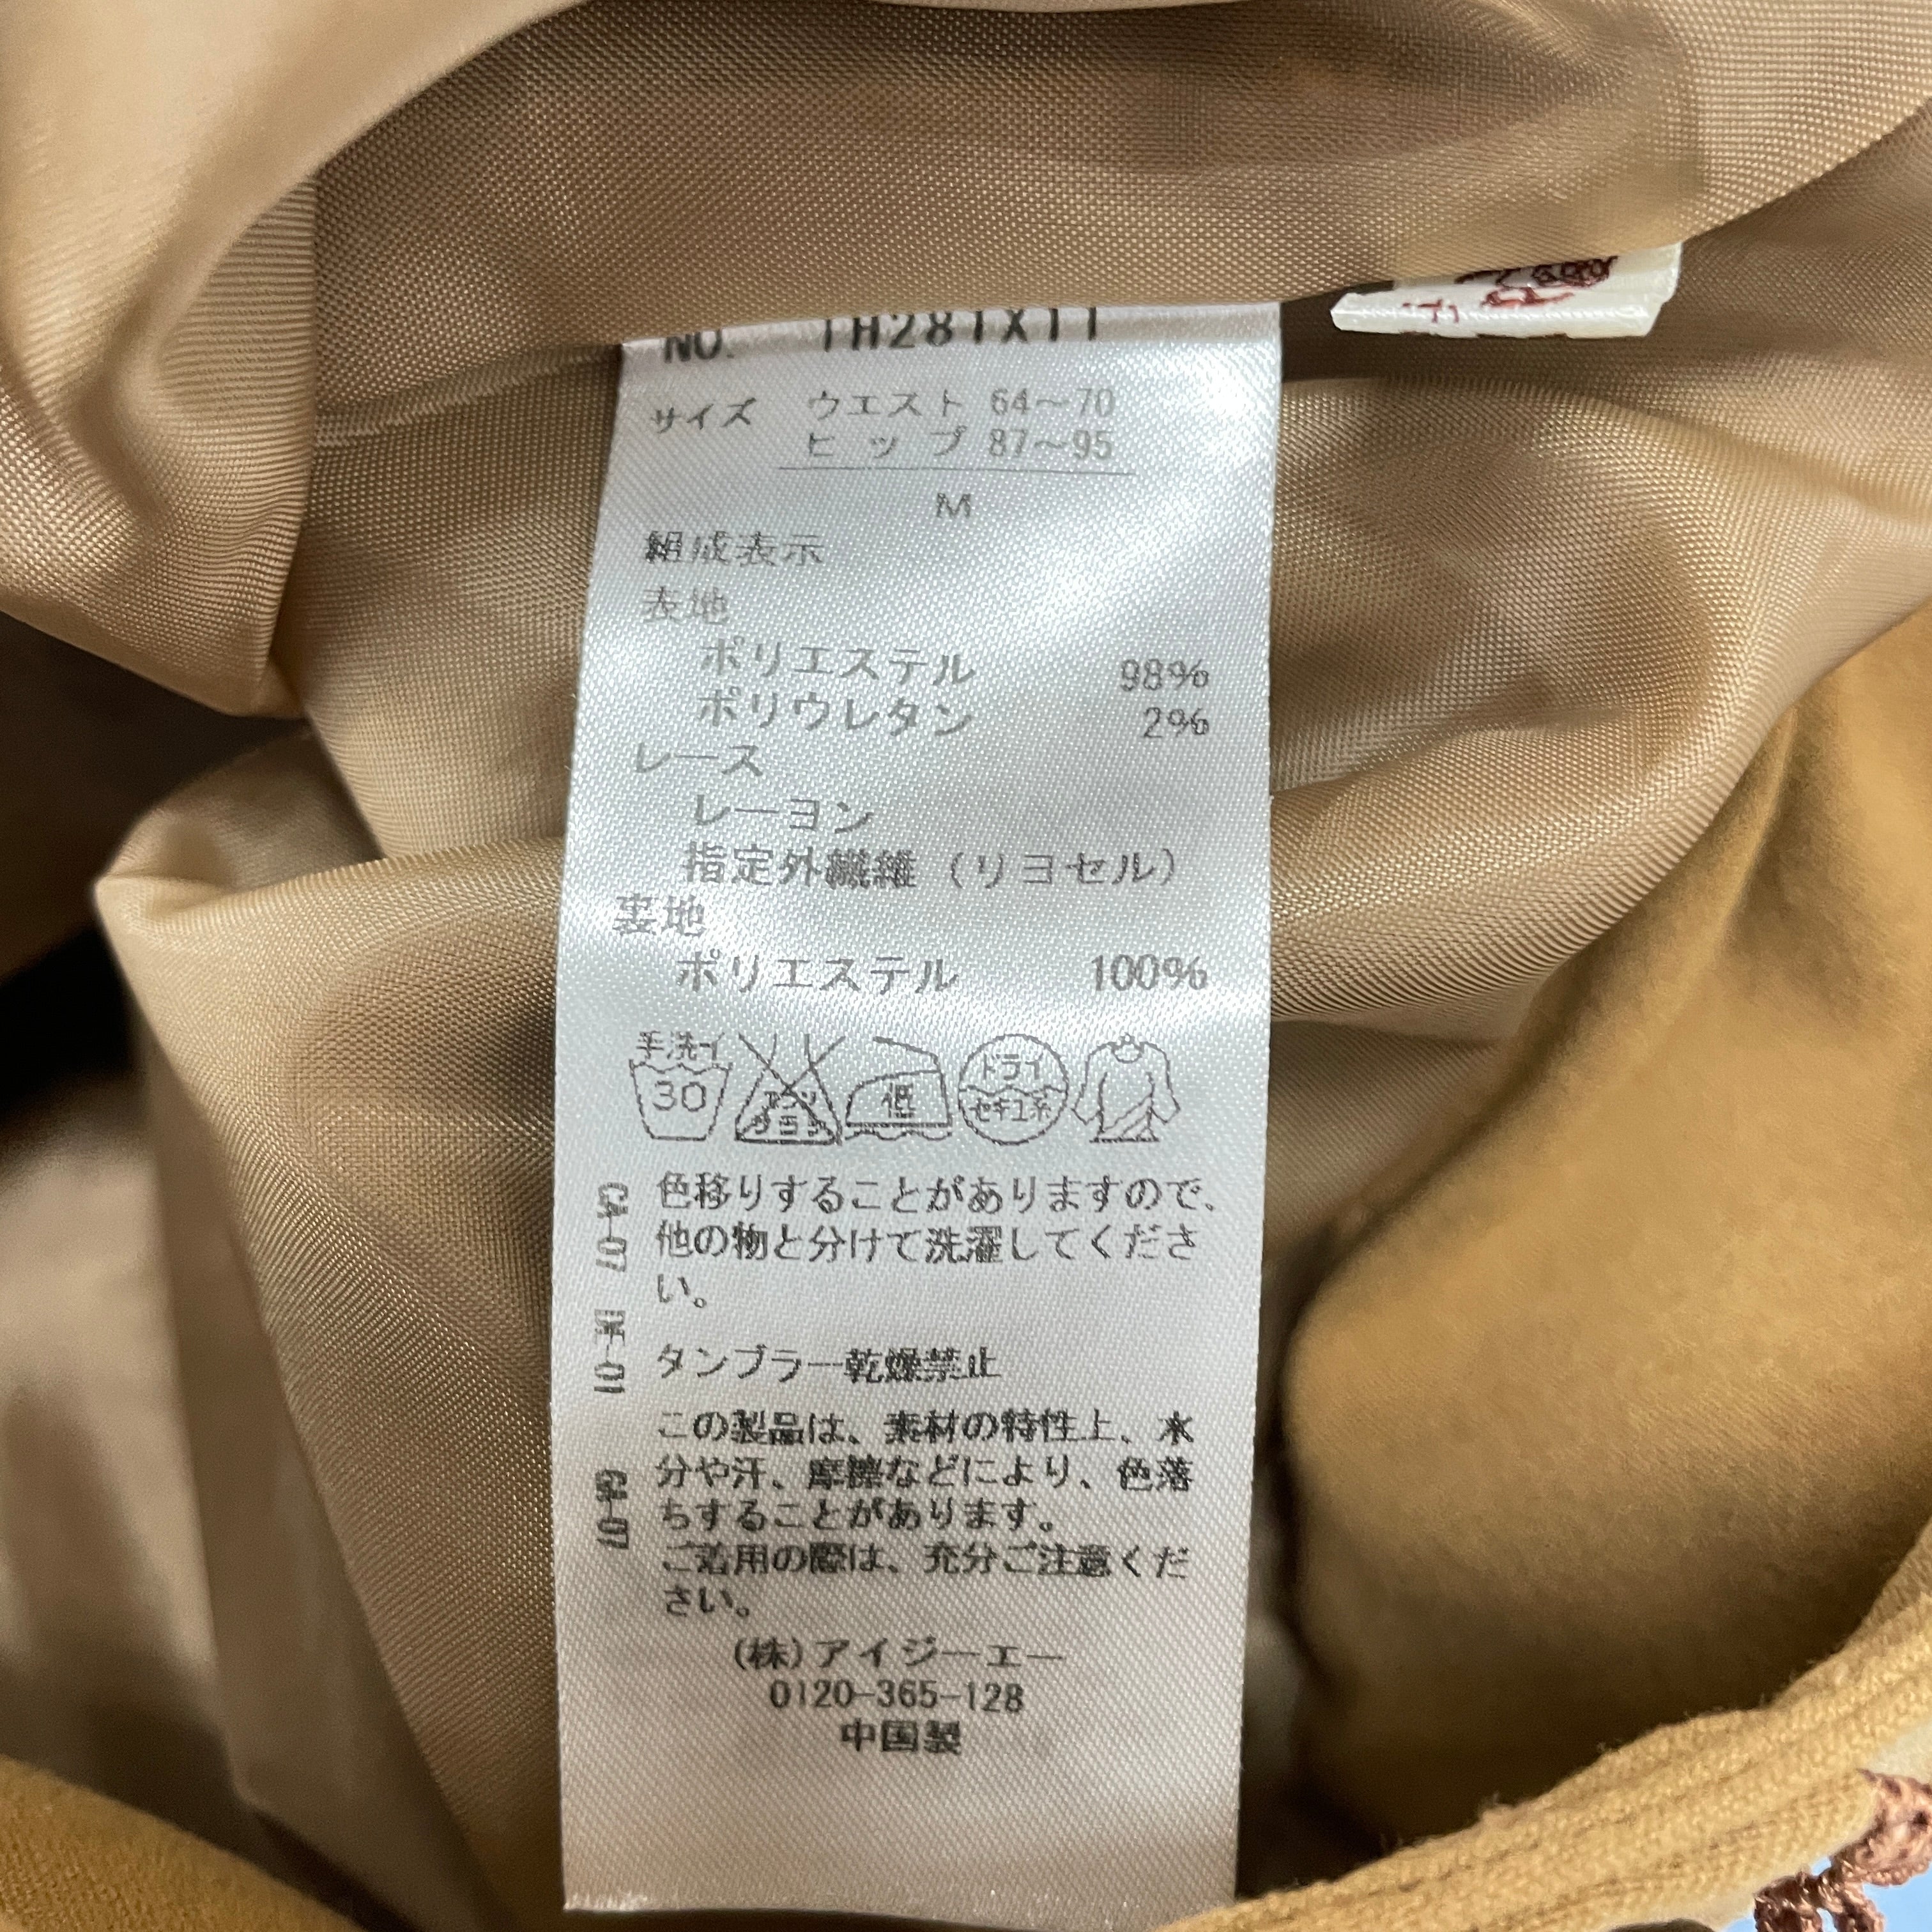 NO. TH281X11
サイズ ウエスト 64~70
ヒップ 87~95
M
組成表示
表地
ポリエステル 98%
ポリウレタン 2%
レース
レーヨン
指定外繊維(リヨセル)
裏地
ポリエステル 100%
手洗イ
30
エンソ
サラシ
低
ドライ
セキユ系
色移りすることがありますので、
他の物と分けて洗濯してくださ
い。
タンブラー乾燥禁止
この製品は、素材の特性上、水
分や汗、摩擦などにより、色落
ちすることがあります。
ご着用の際は、充分ご注意くだ
さい。
(株)アイジーエー
0120-365-128
中国製